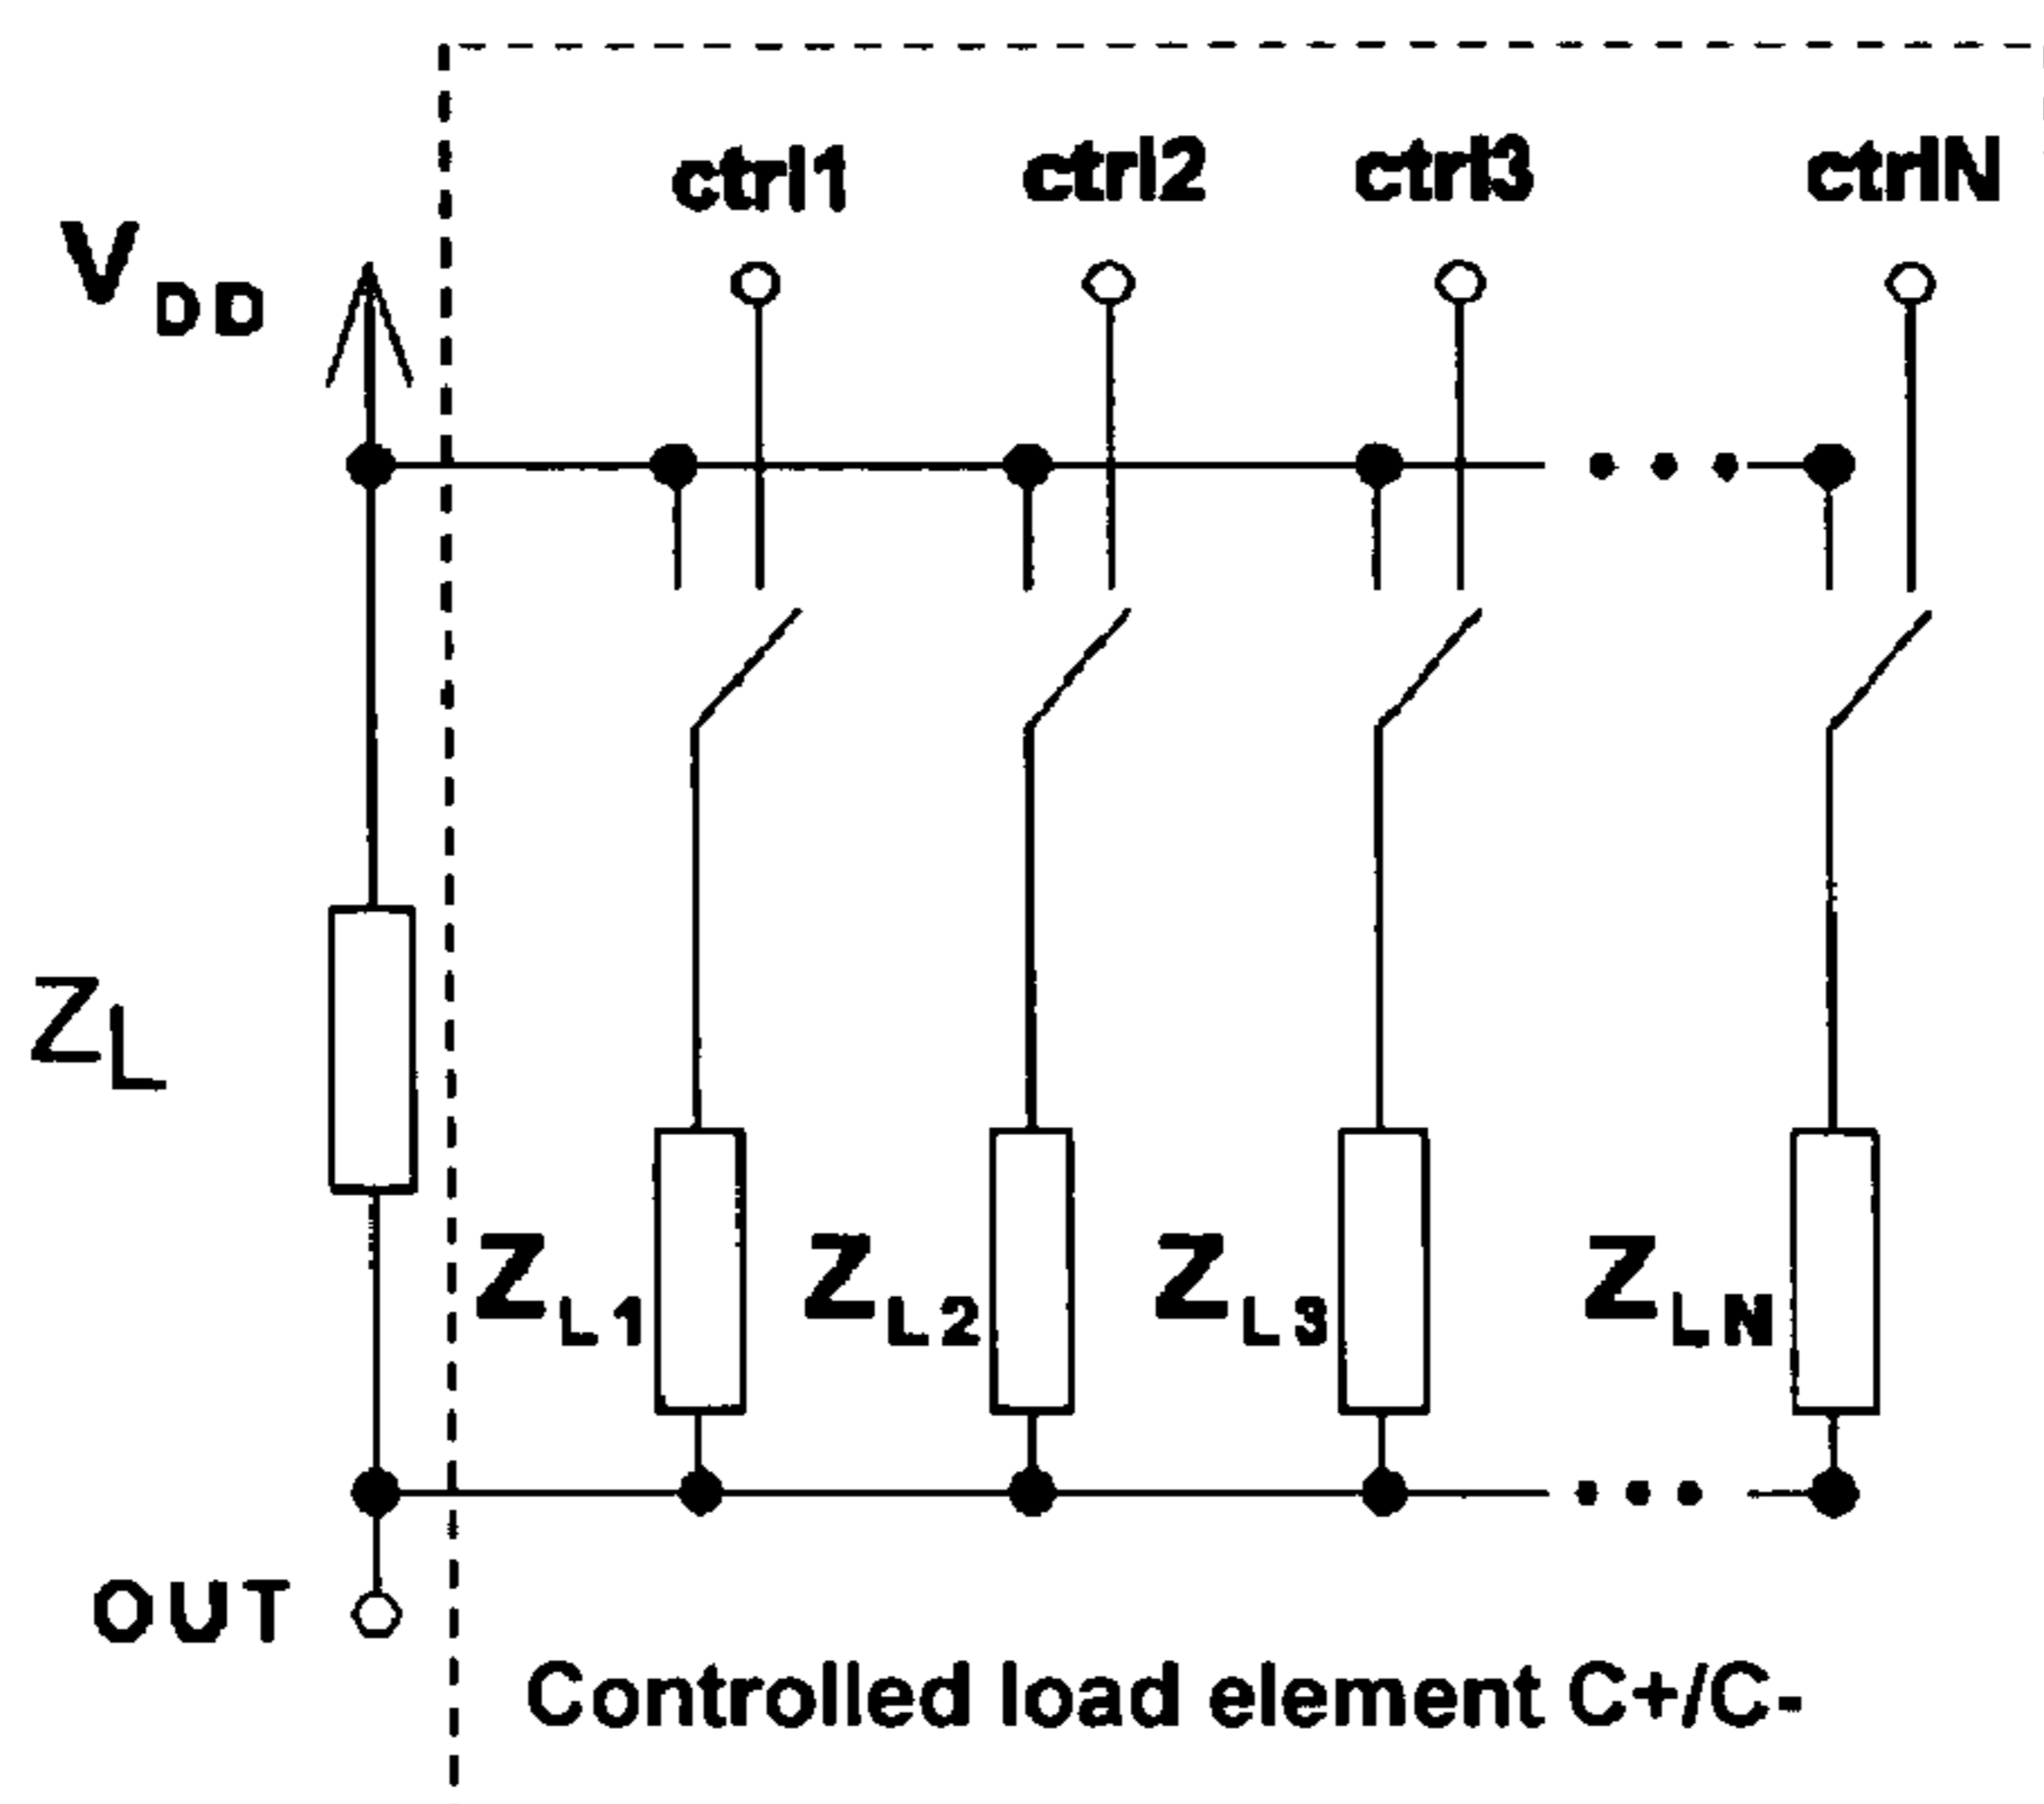 ctrl1 ctrl2 ctrl3 ctrlN
VDD
ZL
ZL1 ZL2 ZL3 ZLN
OUT
Controlled load element C+/C-